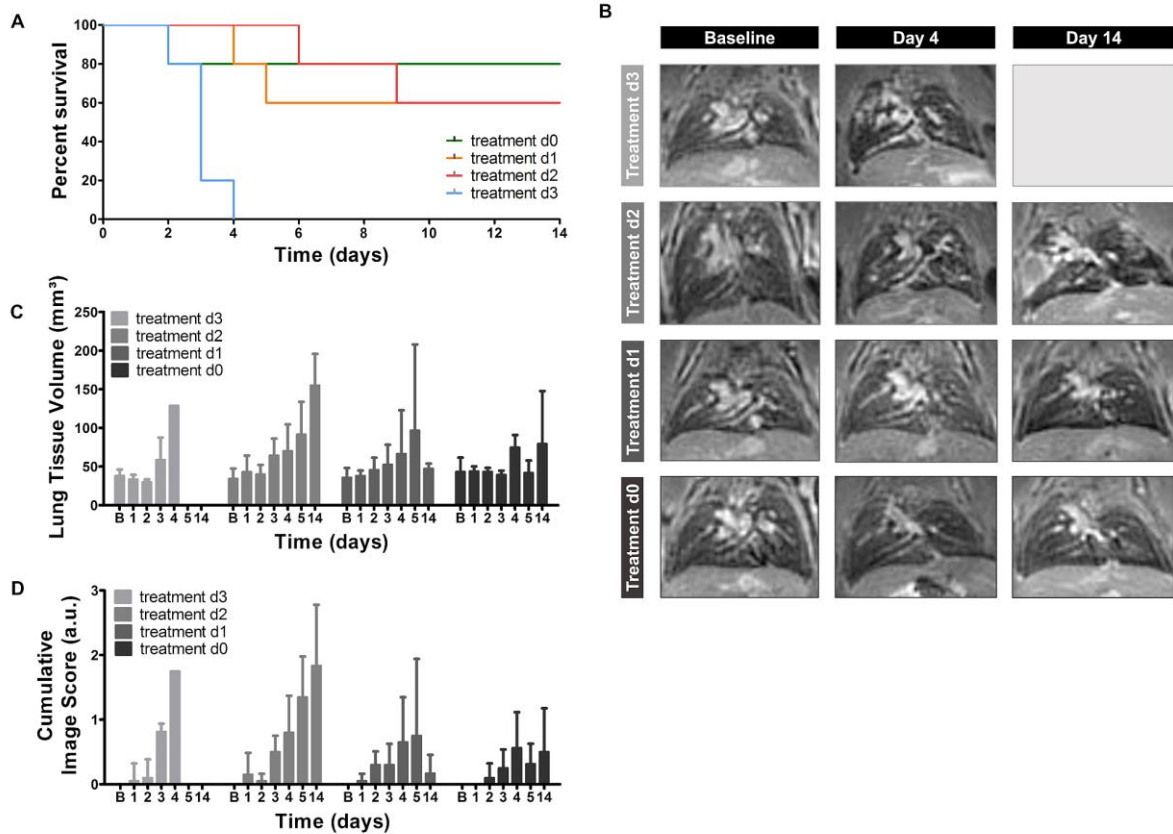 A
Percent survival
100
80
60
40
20
0
0 2 4 6 8 10 12 14
Time (days)
treatment d0
treatment d1
treatment d2
treatment d3
B
Baseline Day 4 Day 14
Treatment d3
Treatment d2
Treatment d1
Treatment d0
C
Lung Tissue Volume (mm³)
250
200
150
100
50
0
treatment d3
treatment d2
treatment d1
treatment d0
B 1 2 3 4 5 14 B 1 2 3 4 5 14 B 1 2 3 4 5 14 B 1 2 3 4 5 14
Time (days)
D
Cumulative
Image Score (a.u.)
3
2
1
0
treatment d3
treatment d2
treatment d1
treatment d0
B 1 2 3 4 5 14 B 1 2 3 4 5 14 B 1 2 3 4 5 14 B 1 2 3 4 5 14
Time (days)